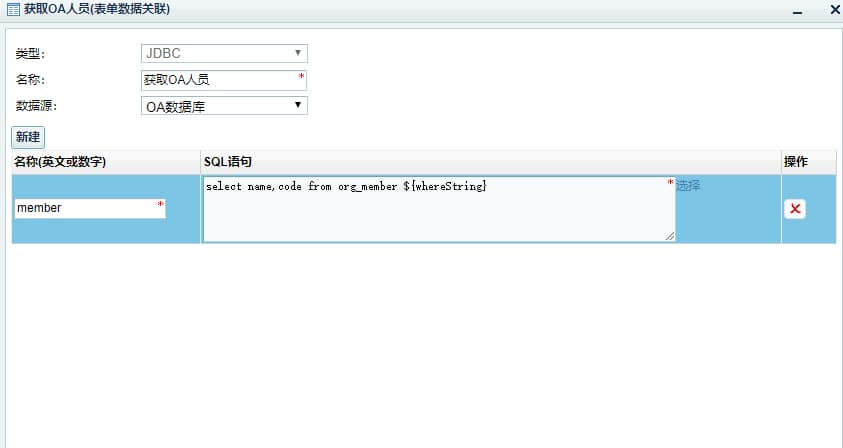 获取OA人员(表单数据关联)
类型： JDBC
名称： 获取OA人员 *
数据源： OA数据库
新建
名称(英文或数字) SQL语句 操作
member * select name,code from org_member ${whereString} * 选择